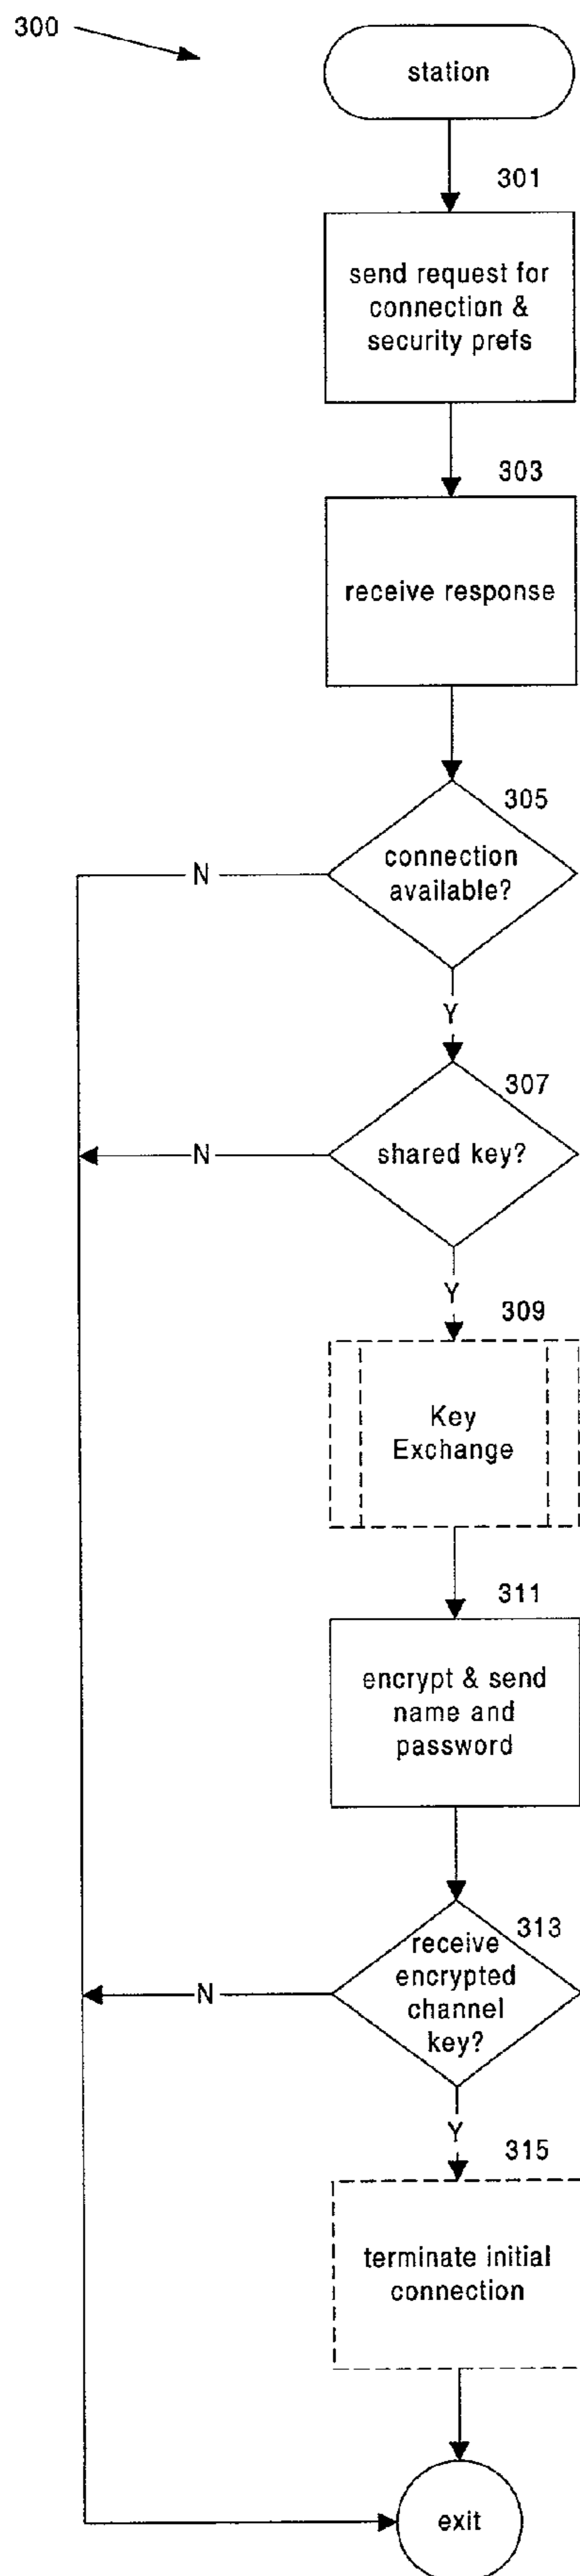 300
station
301
send request for
connection &
security prefs
303
receive response
305
connection
available?
N
Y
307
shared key?
N
Y
309
Key
Exchange
311
encrypt & send
name and
password
313
receive
encrypted
channel
key?
N
Y
315
terminate initial
connection
exit